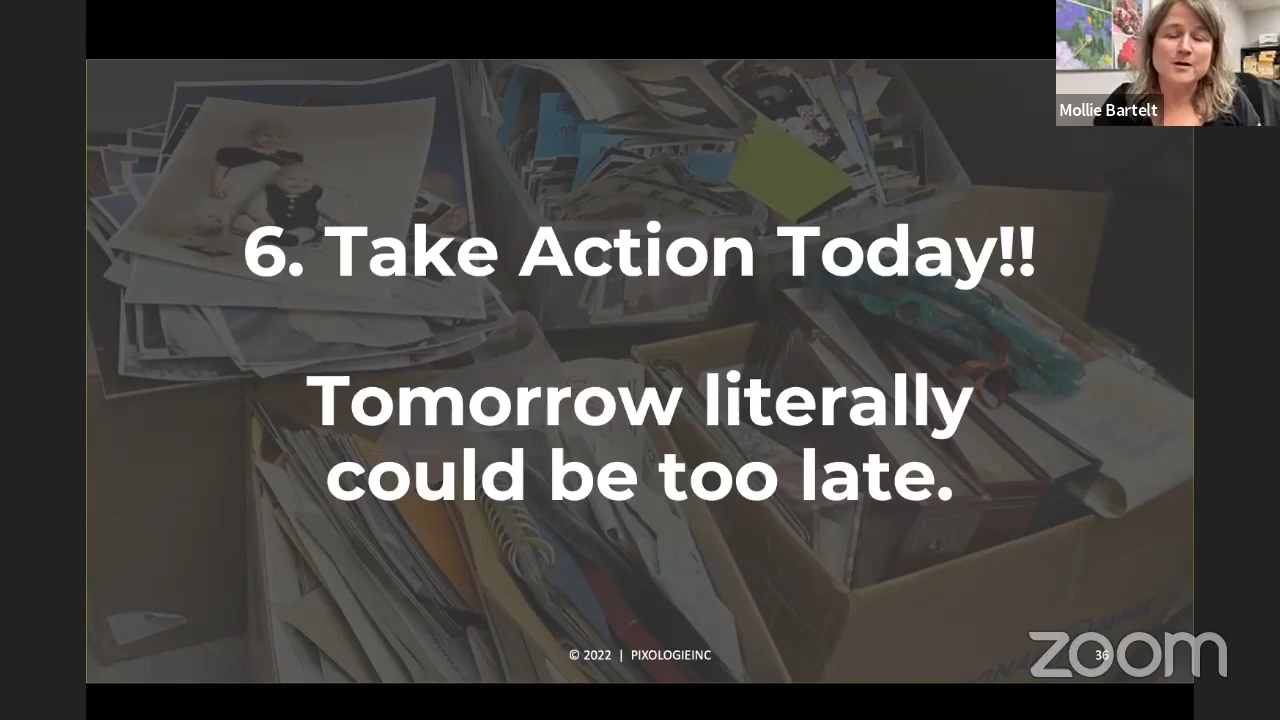 Mollie Bartelt
6. Take Action Today!!
Tomorrow literally
could be too late.
© 2022 | PIXOLOGIEINC
36
zoom